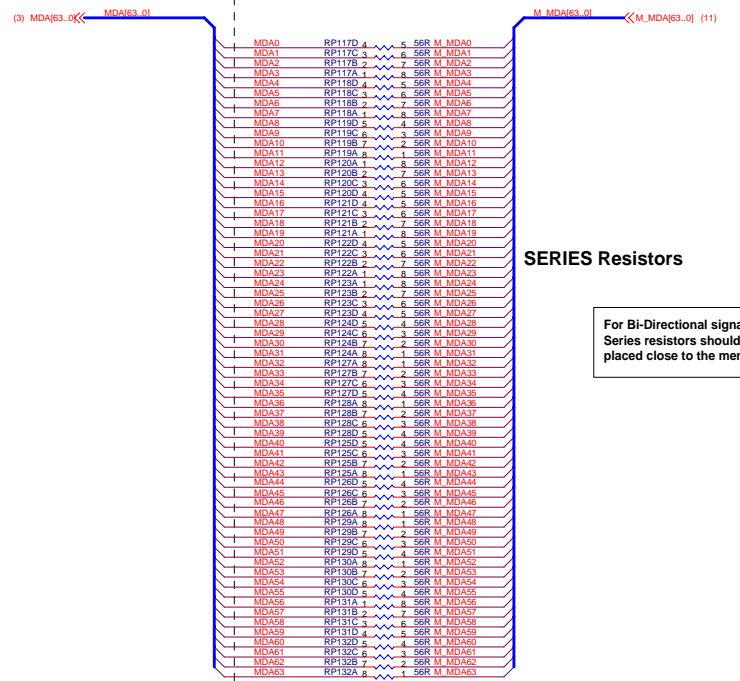 (3) MDA[63..0] MDA[63..0] M_MDA[63..0] M_MDA[63..0] (11)
MDA0 RP117D 4 5 56R M_MDA0
MDA1 RP117C 3 6 56R M_MDA1
MDA2 RP117B 2 7 56R M_MDA2
MDA3 RP117A 1 8 56R M_MDA3
MDA4 RP118D 4 5 56R M_MDA4
MDA5 RP118C 3 6 56R M_MDA5
MDA6 RP118B 2 7 56R M_MDA6
MDA7 RP118A 1 8 56R M_MDA7
MDA8 RP119D 5 4 56R M_MDA8
MDA9 RP119C 6 3 56R M_MDA9
MDA10 RP119B 7 2 56R M_MDA10
MDA11 RP119A 8 1 56R M_MDA11
MDA12 RP120A 1 8 56R M_MDA12
MDA13 RP120B 2 7 56R M_MDA13
MDA14 RP120C 3 6 56R M_MDA14
MDA15 RP120D 4 5 56R M_MDA15
MDA16 RP121D 4 5 56R M_MDA16
MDA17 RP121C 3 6 56R M_MDA17
MDA18 RP121B 2 7 56R M_MDA18
MDA19 RP121A 1 8 56R M_MDA19
MDA20 RP122D 4 5 56R M_MDA20
MDA21 RP122C 3 6 56R M_MDA21
MDA22 RP122B 2 7 56R M_MDA22
MDA23 RP122A 1 8 56R M_MDA23
MDA24 RP123A 1 8 56R M_MDA24
MDA25 RP123B 2 7 56R M_MDA25
MDA26 RP123C 3 6 56R M_MDA26
MDA27 RP123D 4 5 56R M_MDA27
MDA28 RP124D 5 4 56R M_MDA28
MDA29 RP124C 6 3 56R M_MDA29
MDA30 RP124B 7 2 56R M_MDA30
MDA31 RP124A 8 1 56R M_MDA31
MDA32 RP127A 8 1 56R M_MDA32
MDA33 RP127B 7 2 56R M_MDA33
MDA34 RP127C 6 3 56R M_MDA34
MDA35 RP127D 5 4 56R M_MDA35
MDA36 RP128A 8 1 56R M_MDA36
MDA37 RP128B 7 2 56R M_MDA37
MDA38 RP128C 6 3 56R M_MDA38
MDA39 RP128D 5 4 56R M_MDA39
MDA40 RP125D 5 4 56R M_MDA40
MDA41 RP125C 6 3 56R M_MDA41
MDA42 RP125B 7 2 56R M_MDA42
MDA43 RP125A 8 1 56R M_MDA43
MDA44 RP126D 5 4 56R M_MDA44
MDA45 RP126C 6 3 56R M_MDA45
MDA46 RP126B 7 2 56R M_MDA46
MDA47 RP126A 8 1 56R M_MDA47
MDA48 RP129A 8 1 56R M_MDA48
MDA49 RP129B 7 2 56R M_MDA49
MDA50 RP129C 6 3 56R M_MDA50
MDA51 RP129D 5 4 56R M_MDA51
MDA52 RP130A 8 1 56R M_MDA52
MDA53 RP130B 7 2 56R M_MDA53
MDA54 RP130C 6 3 56R M_MDA54
MDA55 RP130D 5 4 56R M_MDA55
MDA56 RP131A 1 8 56R M_MDA56
MDA57 RP131B 2 7 56R M_MDA57
MDA58 RP131C 3 6 56R M_MDA58
MDA59 RP131D 4 5 56R M_MDA59
MDA60 RP132D 5 4 56R M_MDA60
MDA61 RP132C 6 3 56R M_MDA61
MDA62 RP132B 7 2 56R M_MDA62
MDA63 RP132A 8 1 56R M_MDA63
SERIES Resistors
For Bi-Directional signa
Series resistors should
placed close to the mer